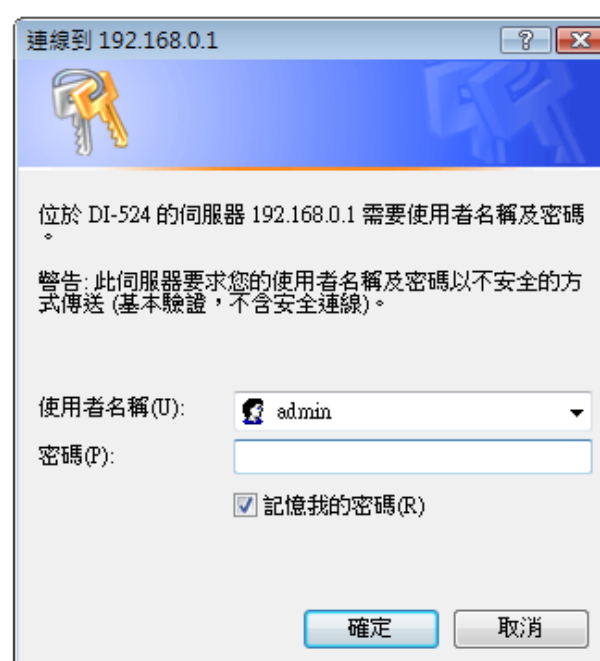 連線到 192.168.0.1
位於 DI-524 的伺服器 192.168.0.1 需要使用者名稱及密碼
。
警告: 此伺服器要求您的使用者名稱及密碼以不安全的方
式傳送 (基本驗證，不含安全連線)。
使用者名稱(U):
admin
密碼(P):
記憶我的密碼(R)
確定
取消